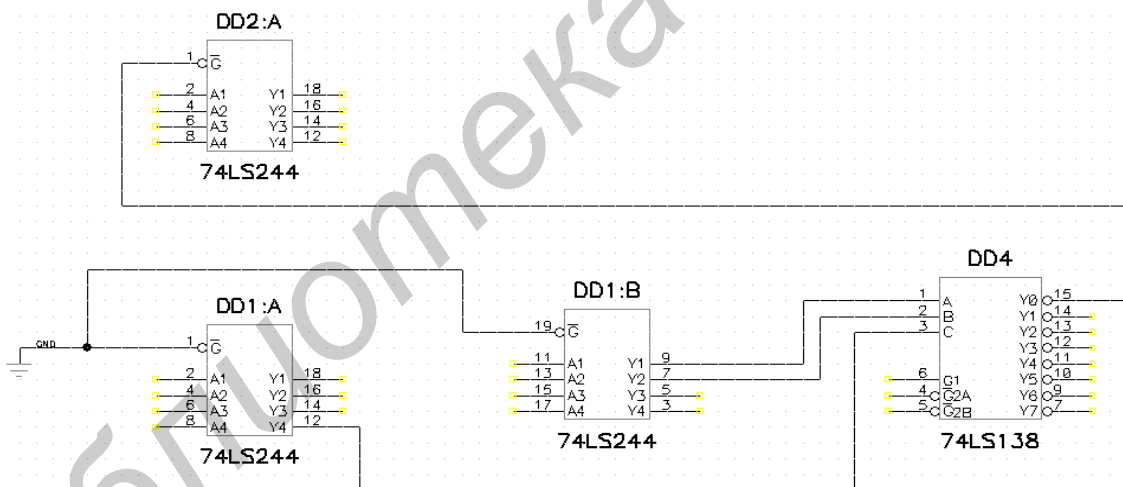 DD2:A
1 G
2 A1 Y1 18
4 A2 Y2 16
6 A3 Y3 14
8 A4 Y4 12
74LS244
DD4
DD1:B
DD1:A
1 A Y0 15
2 B Y1 14
3 C Y2 13
Y3 12
Y4 11
6 G1 Y5 10
4 G2A Y6 9
5 G2B Y7 7
74LS138
19 G
11 A1 Y1 9
13 A2 Y2 7
15 A3 Y3 5
17 A4 Y4 3
74LS244
GND
1 G
2 A1 Y1 18
4 A2 Y2 16
6 A3 Y3 14
8 A4 Y4 12
74LS244
блиотека